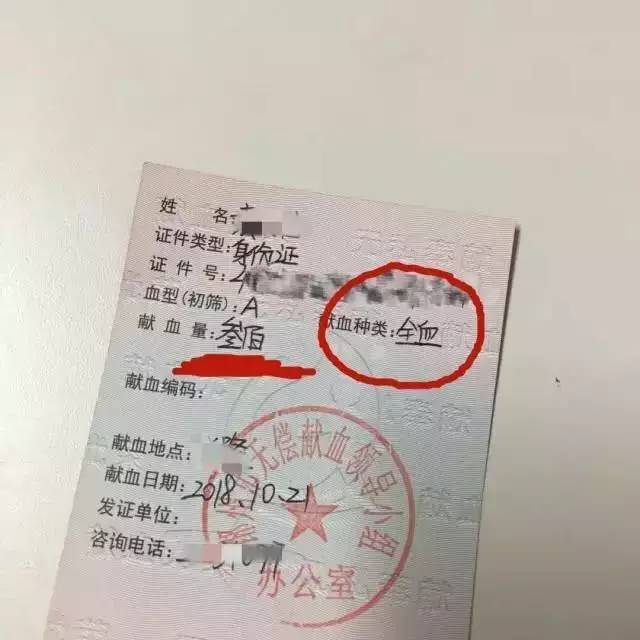 姓 名:
证件类型:身份证
证 件 号:
血型(初筛):A
献 血 量:叁百 献血种类:全血
献血编码:
献血地点:
献血日期:2018.10.21
发证单位:
咨询电话:
无偿献血领导小组
办公室